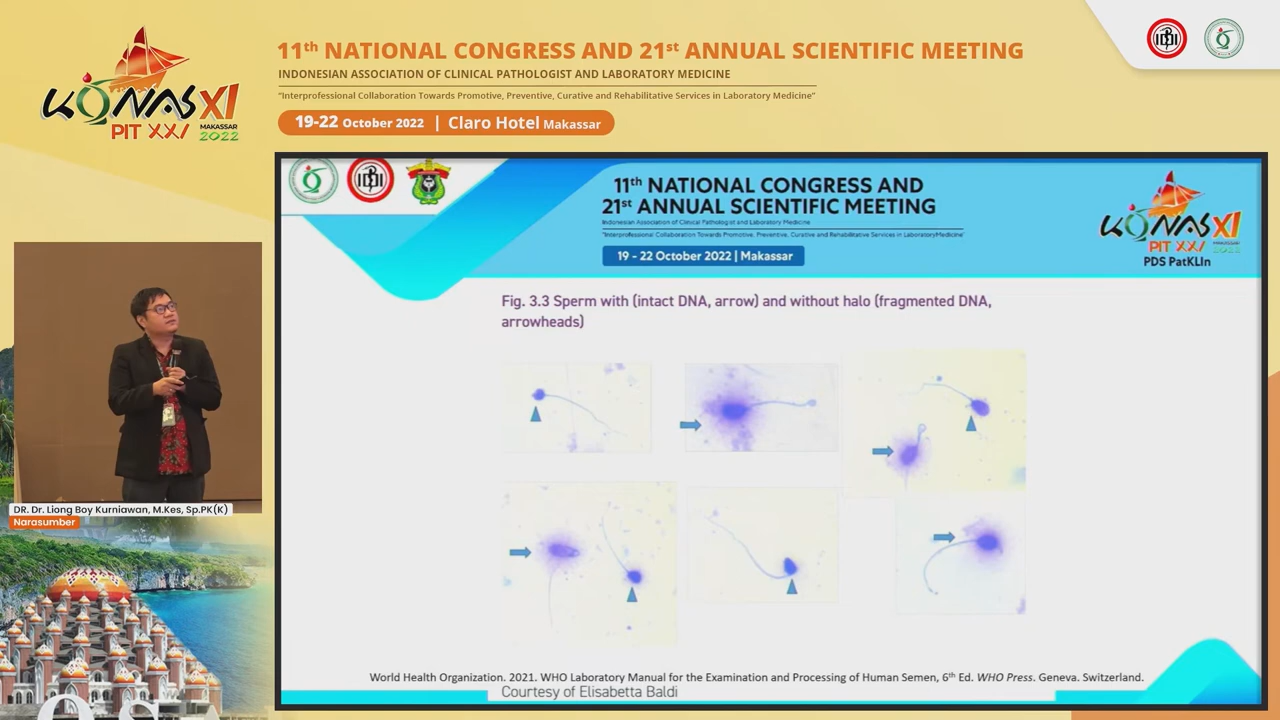 11th NATIONAL CONGRESS AND 21st ANNUAL SCIENTIFIC MEETING
INDONESIAN ASSOCIATION OF CLINICAL PATHOLOGIST AND LABORATORY MEDICINE
"Interprofessional Collaboration Towards Promotive, Preventive, Curative and Rehabilitative Services in Laboratory Medicine"
19-22 October 2022 | Claro Hotel Makassar
KONAS XI
PIT XXI MAKASSAR 2022
11th NATIONAL CONGRESS AND
21st ANNUAL SCIENTIFIC MEETING
Indonesian Association of Clinical Pathologist and Laboratory Medicine
"Interprofessional Collaboration Towards Promotive, Preventive, Curative and Rehabilitative Services in LaboratoryMedicine"
19 - 22 October 2022 | Makassar
KONAS XI
PIT XXI MAKASSAR 2022
PDS PatKLIn
Fig. 3.3 Sperm with (intact DNA, arrow) and without halo (fragmented DNA,
arrowheads)
World Health Organization. 2021. WHO Laboratory Manual for the Examination and Processing of Human Semen, 6th Ed. WHO Press. Geneva. Switzerland.
Courtesy of Elisabetta Baldi
DR. Dr. Liong Boy Kurniawan, M.Kes, Sp.PK(K)
Narasumber